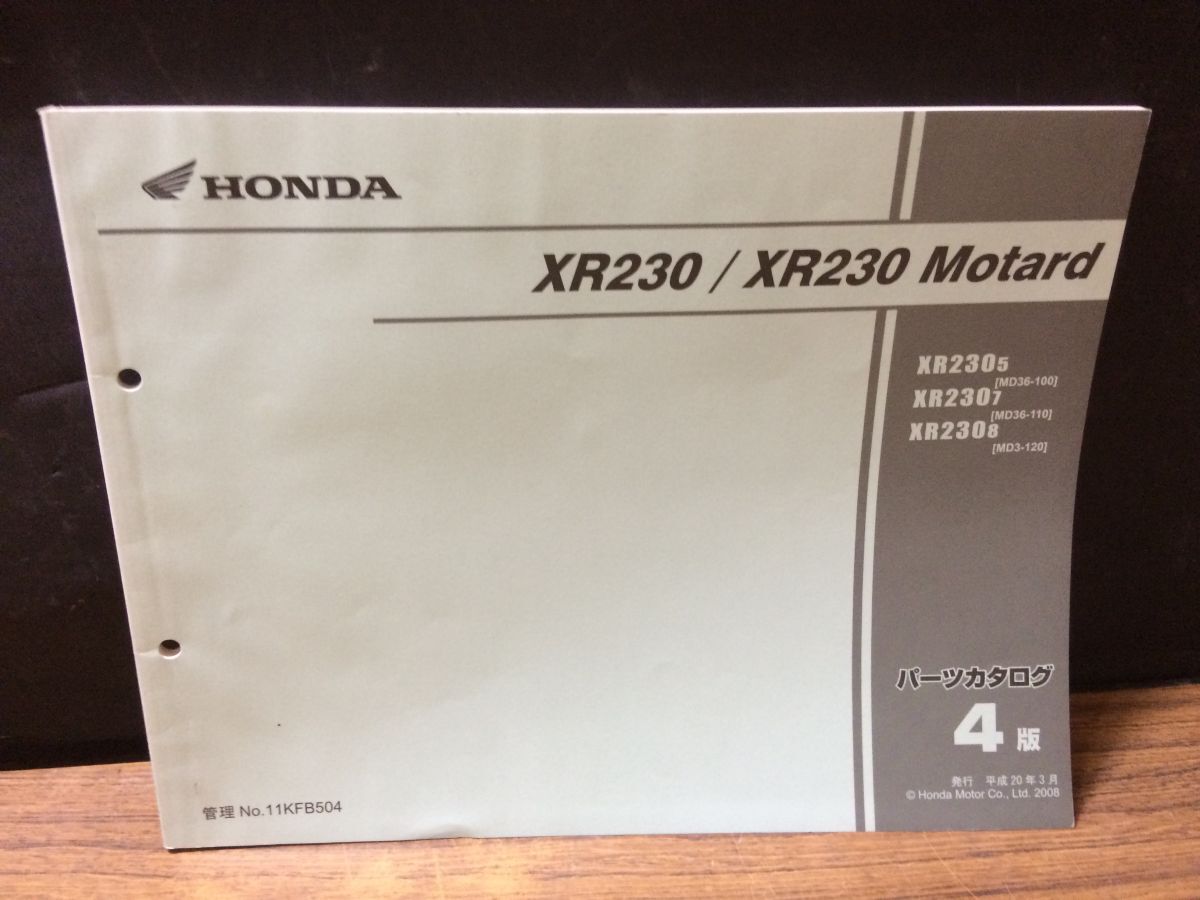 HONDA
XR230 / XR230 Motard
XR2305
[MD36-100]
XR2307
[MD36-110]
XR2308
[MD3-120]
パーツカタログ
4 版
発行 平成20年3月
© Honda Motor Co., Ltd. 2008
管理 No.11KFB504